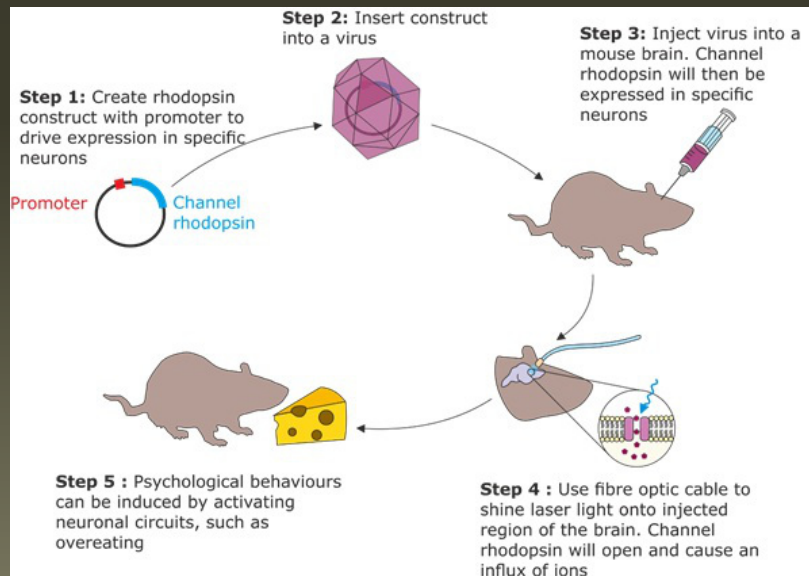 Step 1: Create rhodopsin
construct with promoter to
drive expression in specific
neurons
Promoter
Channel
rhodopsin
Step 2: Insert construct
into a virus
Step 3: Inject virus into a
mouse brain. Channel
rhodopsin will then be
expressed in specific
neurons
Step 4 : Use fibre optic cable to
shine laser light onto injected
region of the brain. Channel
rhodopsin will open and cause an
influx of ions
Step 5 : Psychological behaviours
can be induced by activating
neuronal circuits, such as
overeating